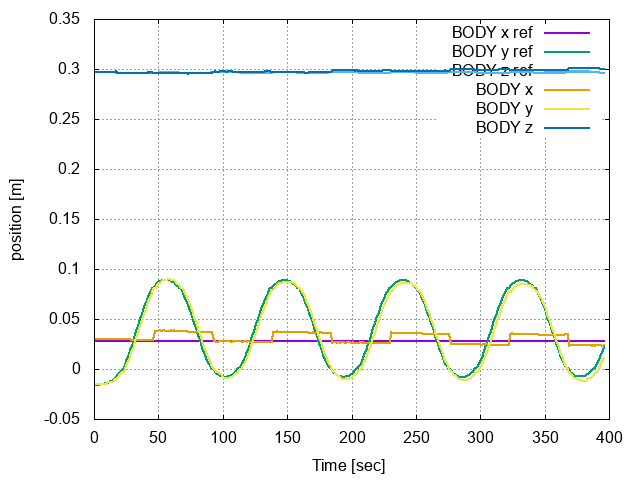 0.35
0.3
0.25
0.2
0.15
0.1
0.05
0
-0.05
position [m]
0 50 100 150 200 250 300 350 400
Time [sec]
BODY x ref
BODY y ref
BODY z ref
BODY x
BODY y
BODY z